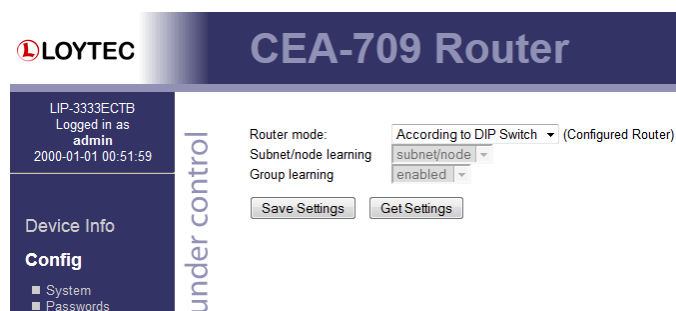 LOYTEC
CEA-709 Router
LIP-3333ECTB
Logged in as
admin
2000-01-01 00:51:59
Device Info
Config
System
Passwords
under control
Router mode: According to DIP Switch (Configured Router)
Subnet/node learning subnet/node
Group learning enabled
Save Settings Get Settings